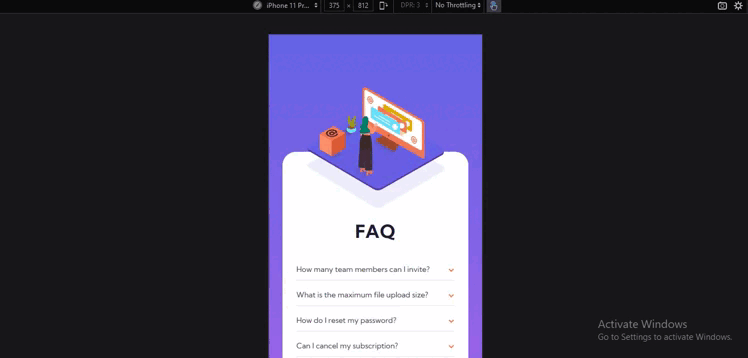 iPhone 11 Pr... 375 × 812 DPR: 3 No Throttling
FAQ
How many team members can I invite?
What is the maximum file upload size?
How do I reset my password?
Can I cancel my subscription?
Activate Windows
Go to Settings to activate Windows.